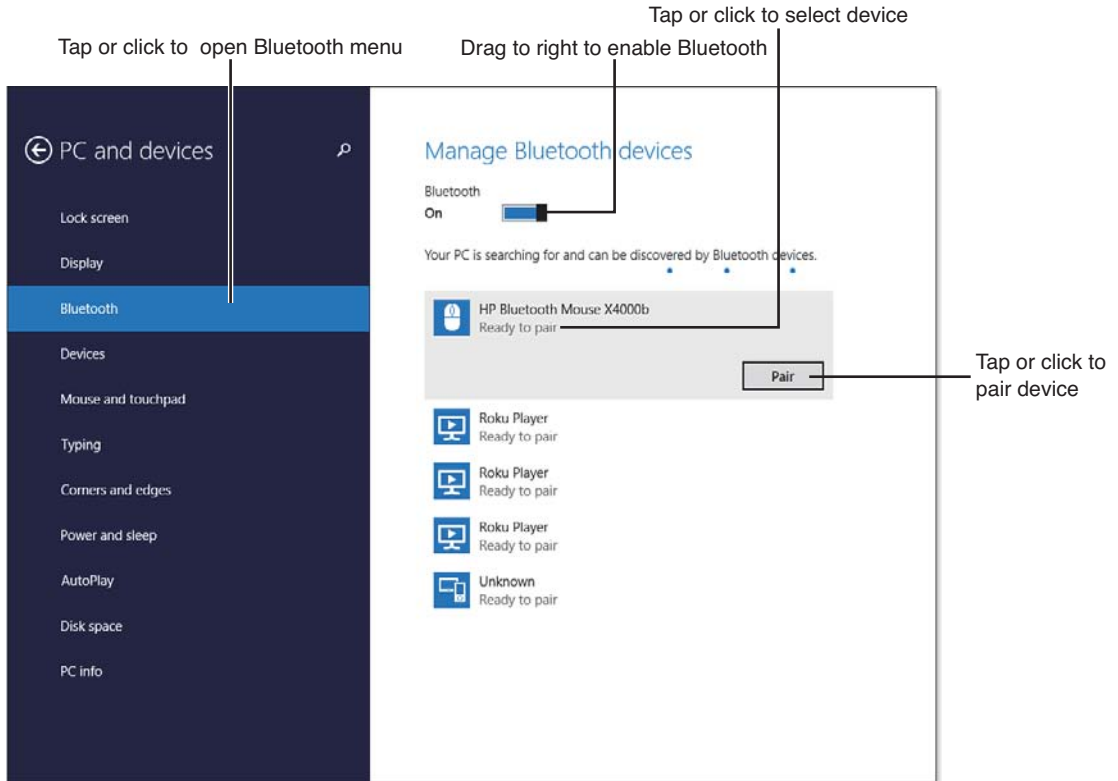 Tap or click to select device
Tap or click to open Bluetooth menu
Drag to right to enable Bluetooth
PC and devices
Lock screen
Display
Bluetooth
Devices
Mouse and touchpad
Typing
Corners and edges
Power and sleep
AutoPlay
Disk space
PC info
Manage Bluetooth devices
Bluetooth
On
Your PC is searching for and can be discovered by Bluetooth devices.
HP Bluetooth Mouse X4000b
Ready to pair
Pair
Tap or click to
pair device
Roku Player
Ready to pair
Roku Player
Ready to pair
Roku Player
Ready to pair
Unknown
Ready to pair